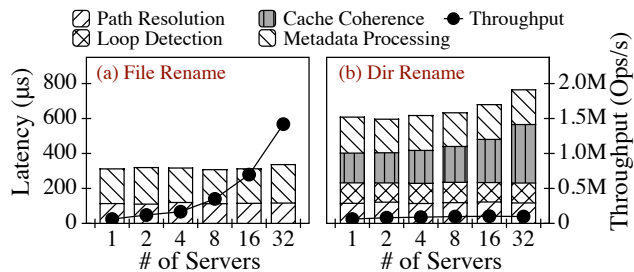 Path Resolution Cache Coherence Throughput
Loop Detection Metadata Processing
(a) File Rename
(b) Dir Rename
Latency (μs)
800
600
400
200
0
Throughput (Ops/s)
2.0M
1.5M
1.0M
0.5M
0
1 2 4 8 16 32
1 2 4 8 16 32
# of Servers
# of Servers